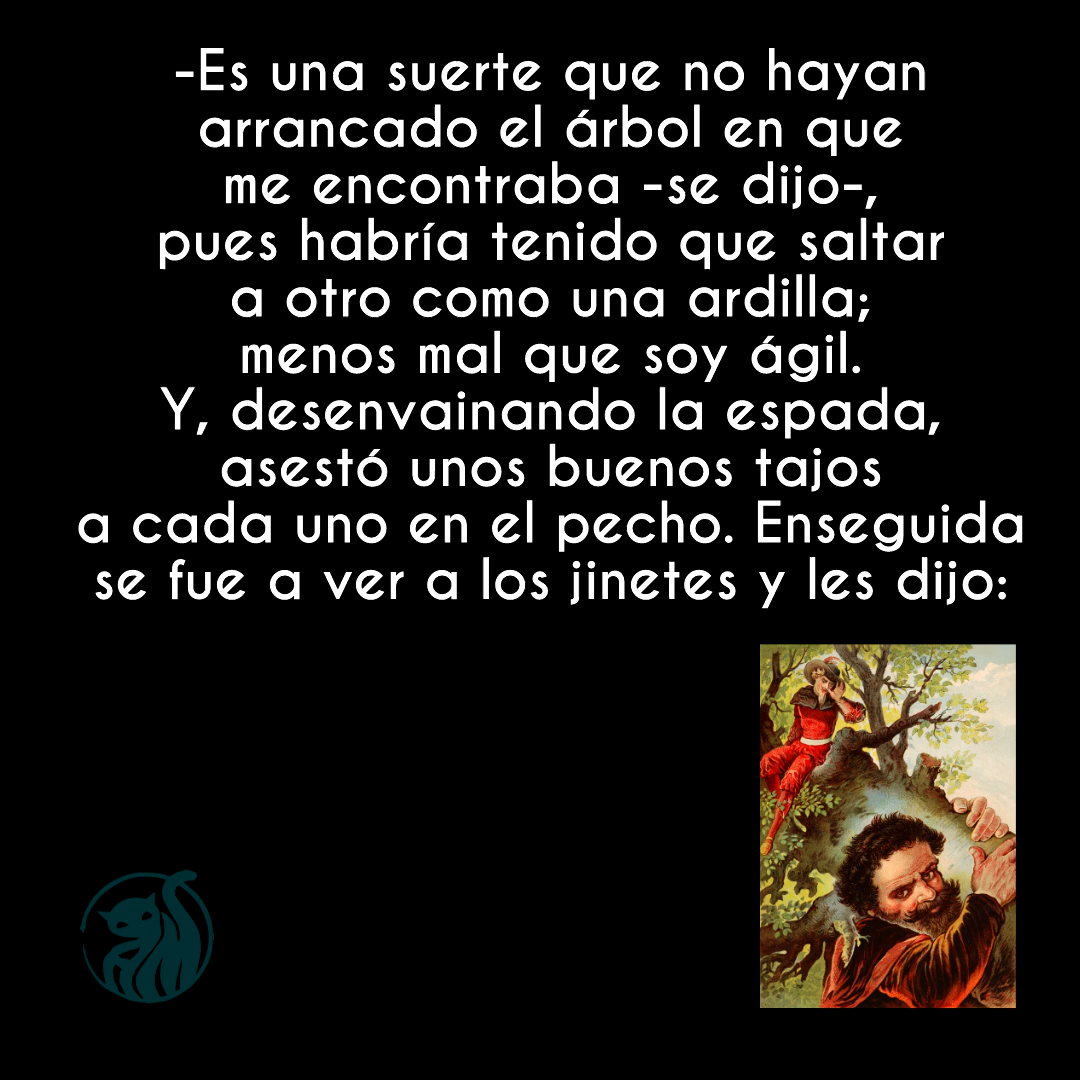 -Es una suerte que no hayan
arrancado el árbol en que
me encontraba -se dijo-,
pues habría tenido que saltar
a otro como una ardilla;
menos mal que soy ágil.
Y, desenvainando la espada,
asestó unos buenos tajos
a cada uno en el pecho. Enseguida
se fue a ver a los jinetes y les dijo: